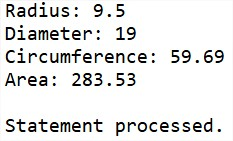 Radius: 9.5
Diameter: 19
Circumference: 59.69
Area: 283.53
Statement processed.